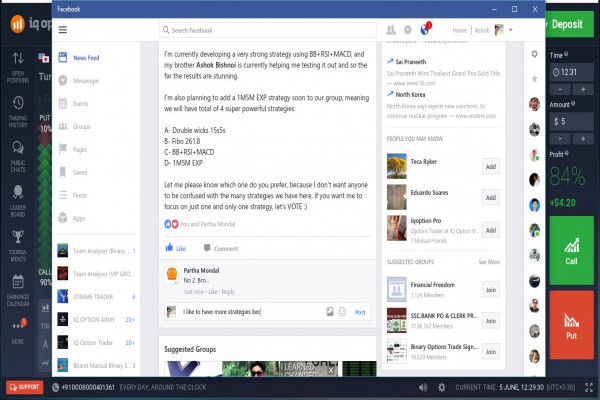 Facebook
iq op
Search Facebook
Home
Ashok
Deposit
OPEN
POSITIONS
TRADING
HISTORY
PUBLIC
CHATS
LEADER
BOARD
TOURNA
MENTS
EARNINGS
CALENDAR
MORE
PUT
10%
CALL
90%
15s
News Feed
Messenger
Events
Groups
Pages
Saved
Feeds
Apps
Team Analyzer (Binary ... 1
Team Analyzer (VIP GRO...
XTREME TRADER 6
IQ OPTION ARMY 20+
IQ Option Trader 20+
Bharat Manual Binary S...
I'm currently developing a very strong strategy using BB+RSI+MACD, and
my brother Ashok Bishnoi is currently helping me testing it out and so the
far the results are stunning.
I'm also planning to add a 1M5M EXP strategy soon to our group, meaning
we will have total of 4 super powerful strategies:
A- Double wicks 15s5s
B- Fibo 261.8
C- BB+RSI+MACD
D- 1M5M EXP
Let me please know which one do you prefer, because I don't want anyone
to be confused with the many strategies we have here, if you want me to
focus on just one and only one strategy, let's VOTE :)
You and Partha Mondal
Like
Comment
Partha Mondal
No 2. Bro..
Just now · Like · Reply
I like to have more strategies bec
Post
Suggested Groups
Sai Praneeth
Sai Praneeth Wins Thailand Grand Prix Gold Title
— www.news18.com
North Korea
North Korea says rejects new sanctions, to
continue nuclear program — www.reuters.com
PEOPLE YOU MAY KNOW
Teca Ryker
Add
Eduardo Suares
Add
Iqoption Pro
Options Trader at IQ Option fr
7 Mutual Friends
Add
SUGGESTED GROUPS
See More
Financial Freedom
1,124 Members
Join
SSC,BANK PO & CLERK PR...
17,86,762 Members
Join
Binary Options Trade Sign...
16,629 Members
Join
Time
12:31
Amount
$ 5
Profit
84%
+$4.20
Call
Put
SUPPORT
+910008000401361
EVERY DAY, AROUND THE CLOCK
CURRENT TIME: 5 JUNE, 12:29:30 (UTC+5:30)